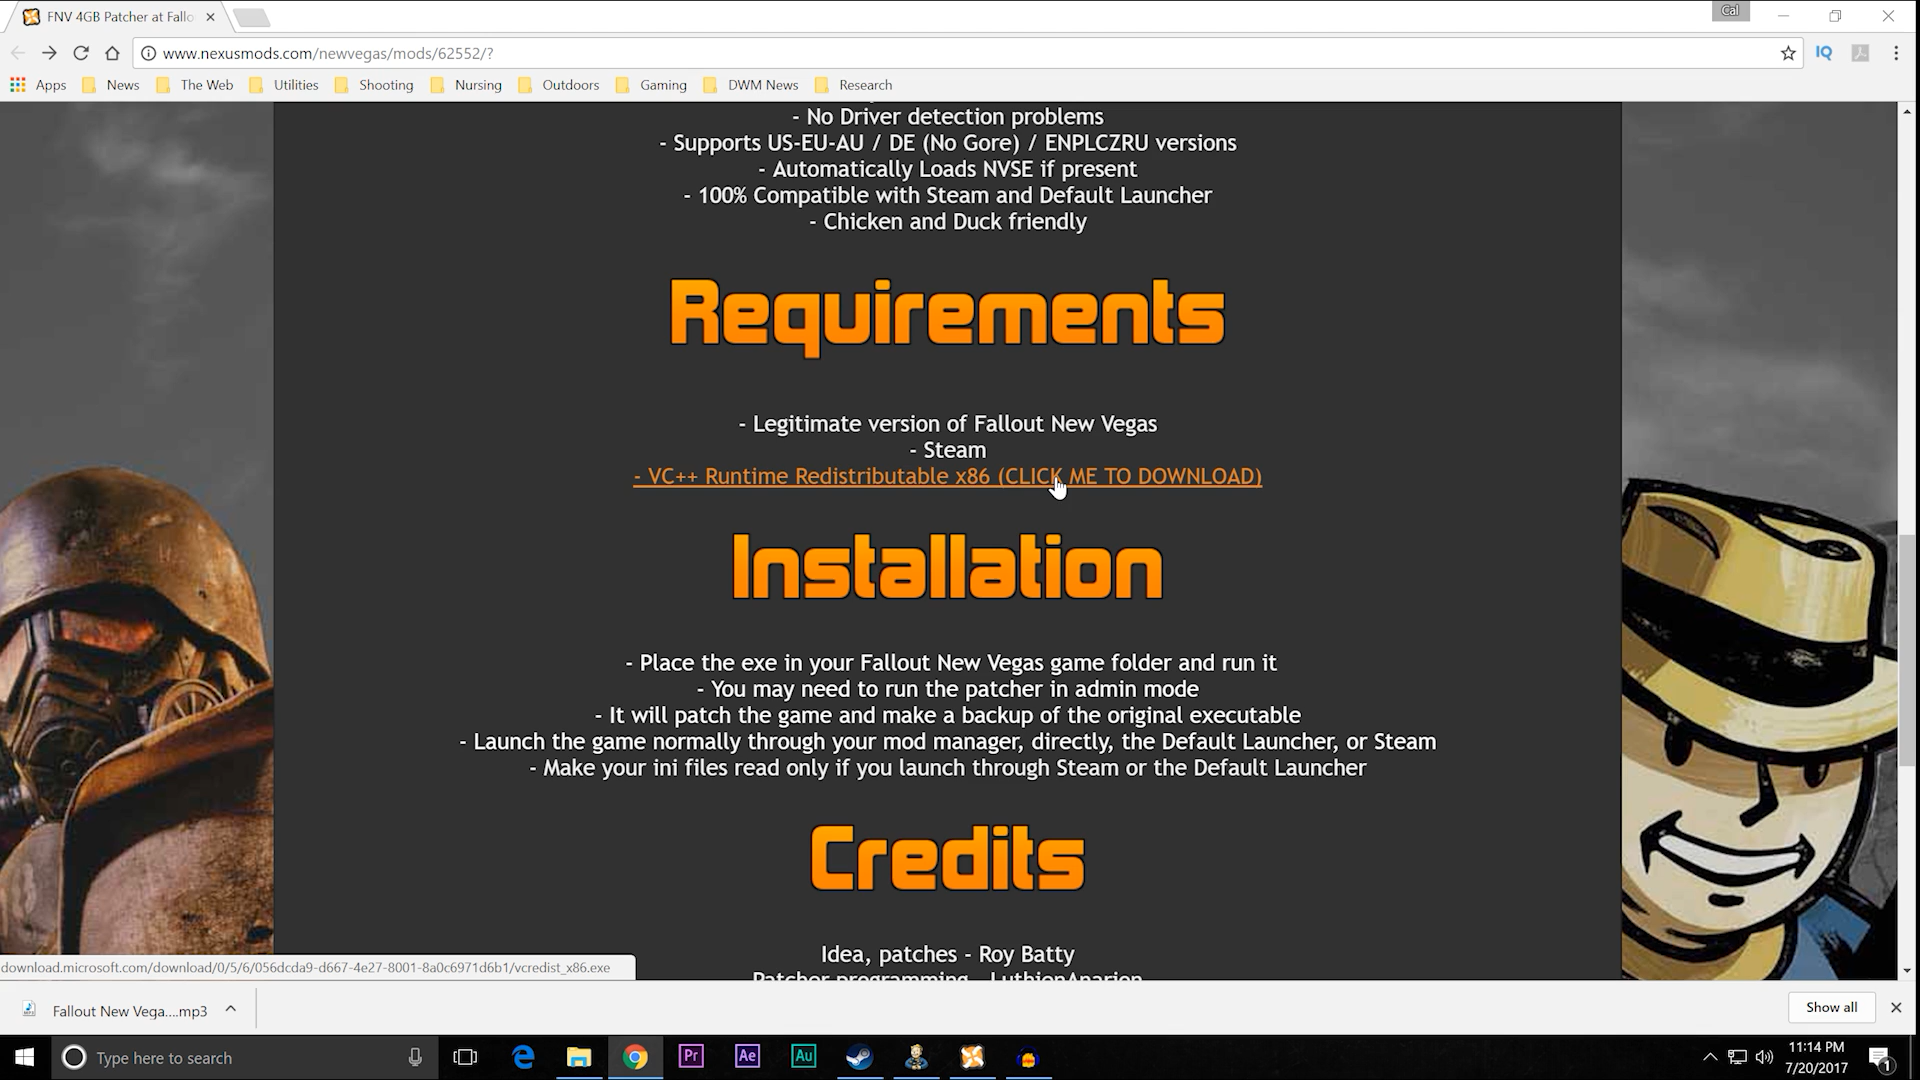 FNV 4GB Patcher at Fallo
Cal
www.nexusmods.com/newvegas/mods/62552/?
IQ
Apps News The Web Utilities Shooting Nursing Outdoors Gaming DWM News Research
- No Driver detection problems
- Supports US-EU-AU / DE (No Gore) / ENPLCZRU versions
- Automatically Loads NVSE if present
- 100% Compatible with Steam and Default Launcher
- Chicken and Duck friendly
Requirements
- Legitimate version of Fallout New Vegas
- Steam
- VC++ Runtime Redistributable x86 (CLICK ME TO DOWNLOAD)
Installation
- Place the exe in your Fallout New Vegas game folder and run it
- You may need to run the patcher in admin mode
- It will patch the game and make a backup of the original executable
- Launch the game normally through your mod manager, directly, the Default Launcher, or Steam
- Make your ini files read only if you launch through Steam or the Default Launcher
Credits
Idea, patches - Roy Batty
Patcher programming - LuthienAnarion
download.microsoft.com/download/0/5/6/056dcda9-d667-4e27-8001-8a0c6971d6b1/vcredist_x86.exe
Fallout New Vega....mp3
Show all
Type here to search
Pr Ae Au
11:14 PM
7/20/2017
1